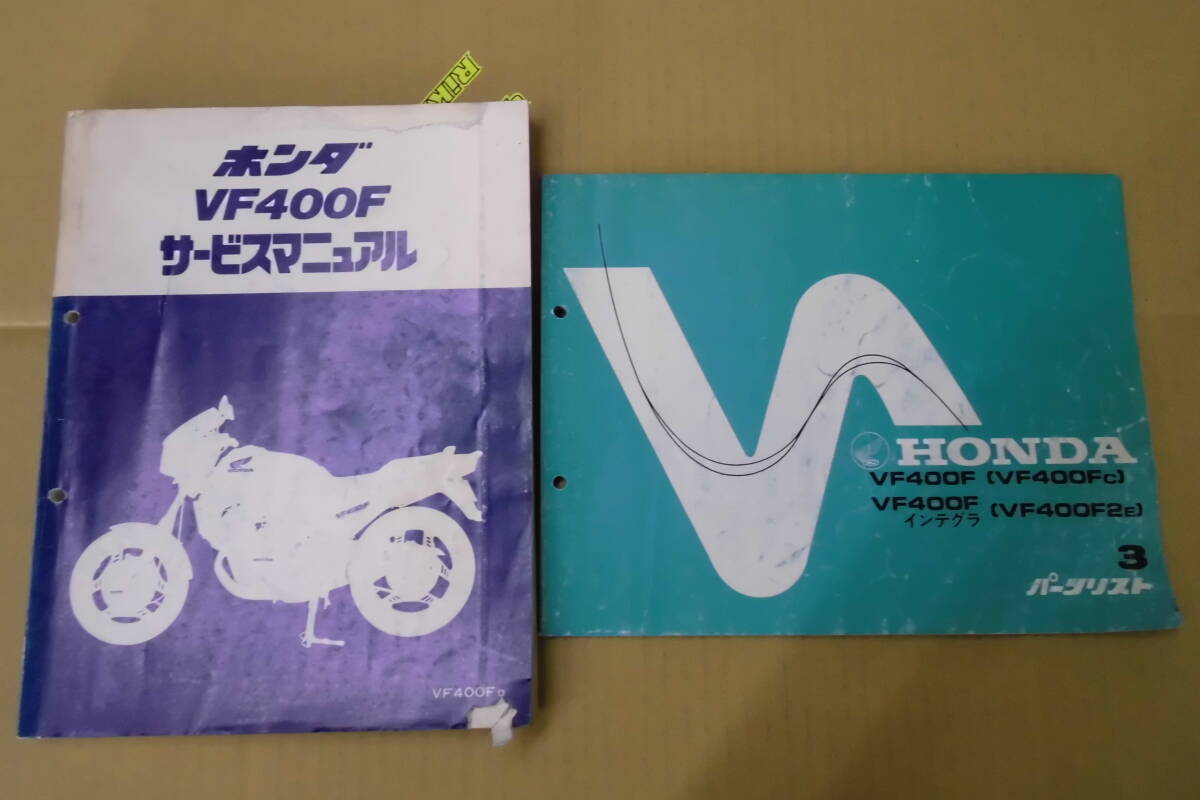 ホンダ
VF400F
サービスマニュアル
HONDA
VF400F (VF400Fc)
VF400F (VF400F2E)
インテグラ
3
パーツリスト